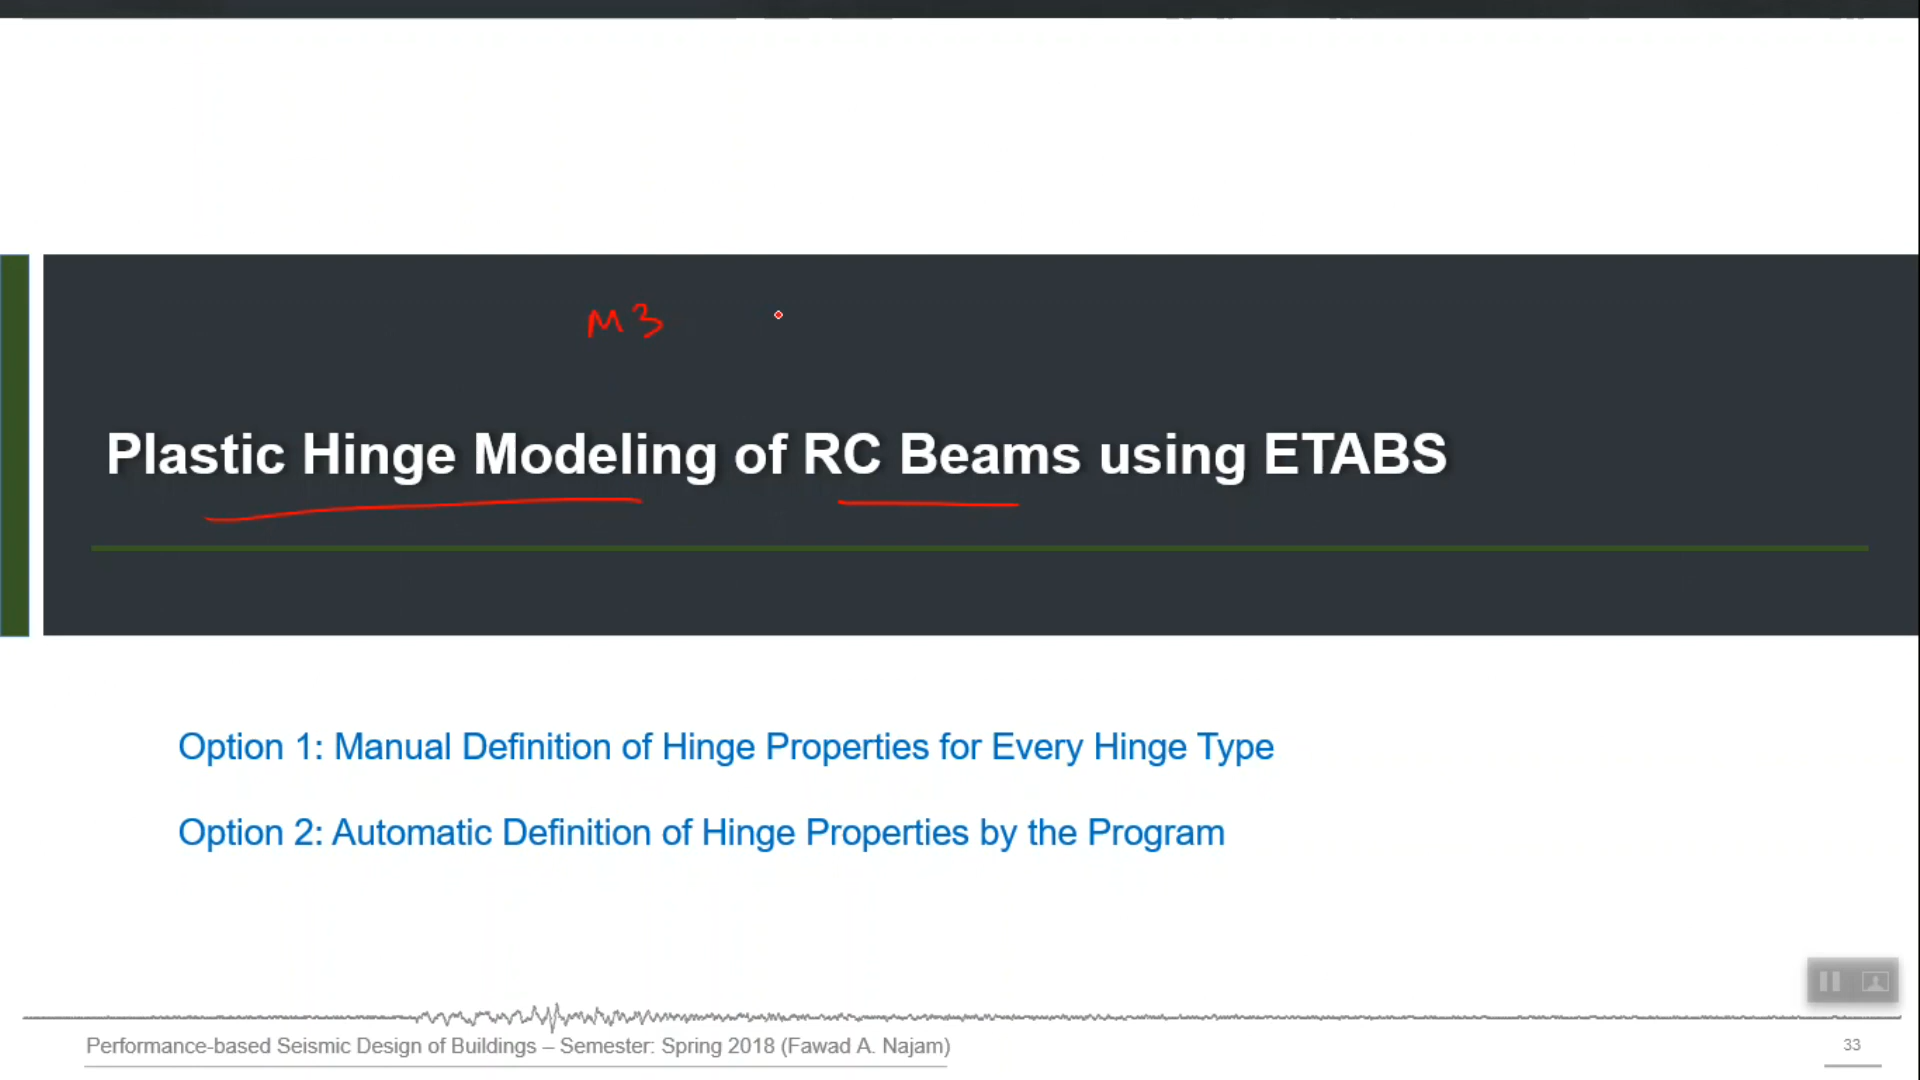 M3
Plastic Hinge Modeling of RC Beams using ETABS
Option 1: Manual Definition of Hinge Properties for Every Hinge Type
Option 2: Automatic Definition of Hinge Properties by the Program
Performance-based Seismic Design of Buildings – Semester: Spring 2018 (Fawad A. Najam)
33